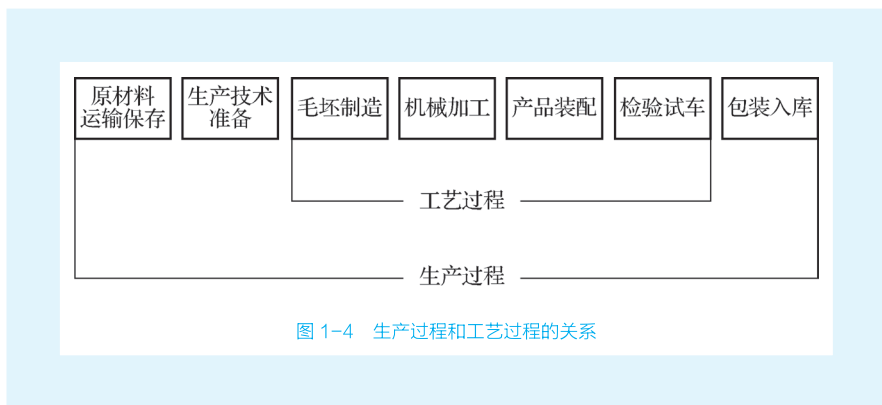 原材料
运输保存
生产技术
准备
毛坯制造
机械加工
产品装配
检验试车
包装入库
工艺过程
生产过程
图 1-4 生产过程和工艺过程的关系